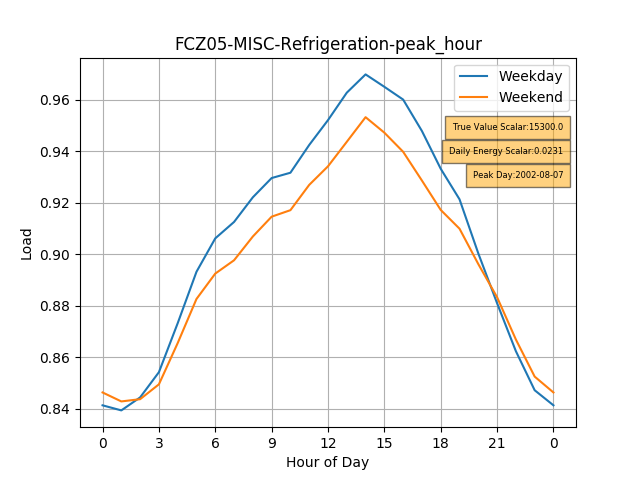 FCZ05-MISC-Refrigeration-peak_hour
Weekday
Weekend
True Value Scalar:15300.0
Daily Energy Scalar:0.0231
Peak Day:2002-08-07
Load
0.96
0.94
0.92
0.90
0.88
0.86
0.84
0 3 6 9 12 15 18 21 0
Hour of Day